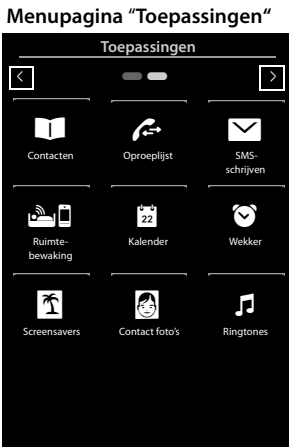 Menupagina “Toepassingen“
Toepassingen
Contacten
Oproeplijst
SMS-
schrijven
Ruimte-
bewaking
22
Kalender
Wekker
Screensavers
Contact foto’s
Ringtones